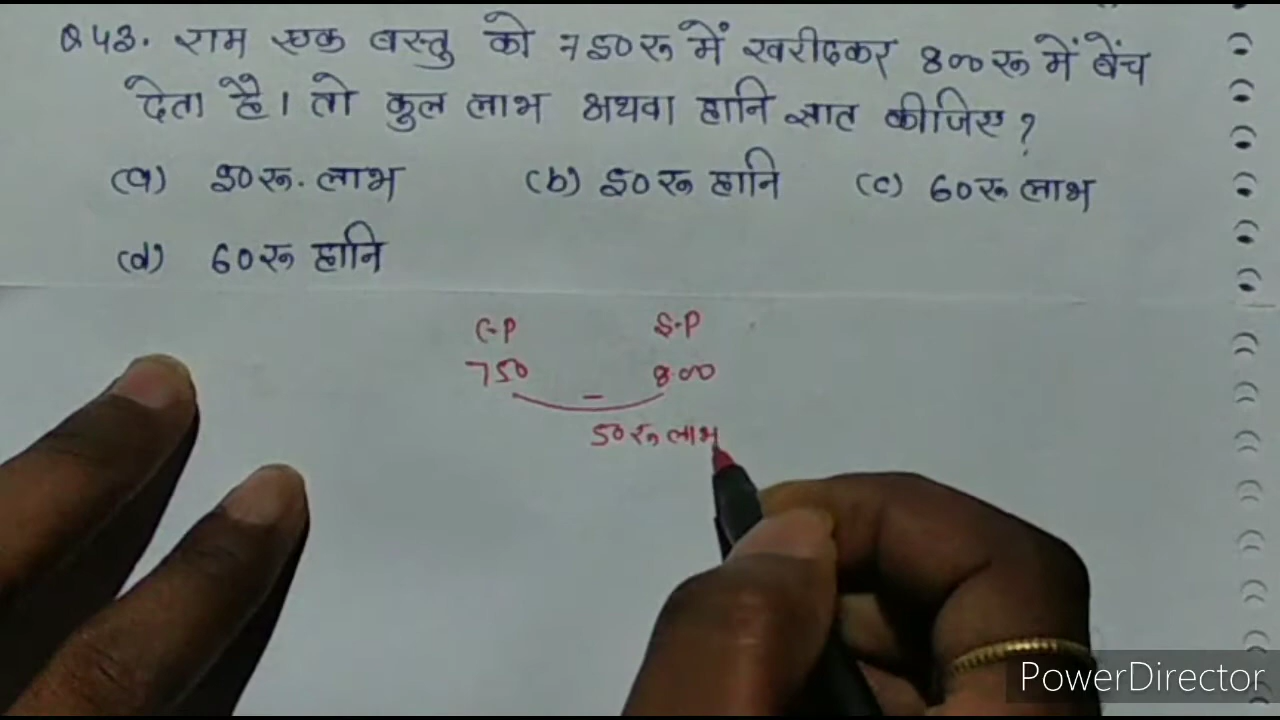 Q43. राम एक वस्तु को 750रू में खरीदकर 800रू में बेंच
देता है। तो कुल लाभ अथवा हानि ज्ञात कीजिए?
(a) 50रू. लाभ (b) 50रू हानि (c) 60रू लाभ
(d) 60रू हानि
C-P S-P
750 800
-
50रू लाभ
PowerDirector